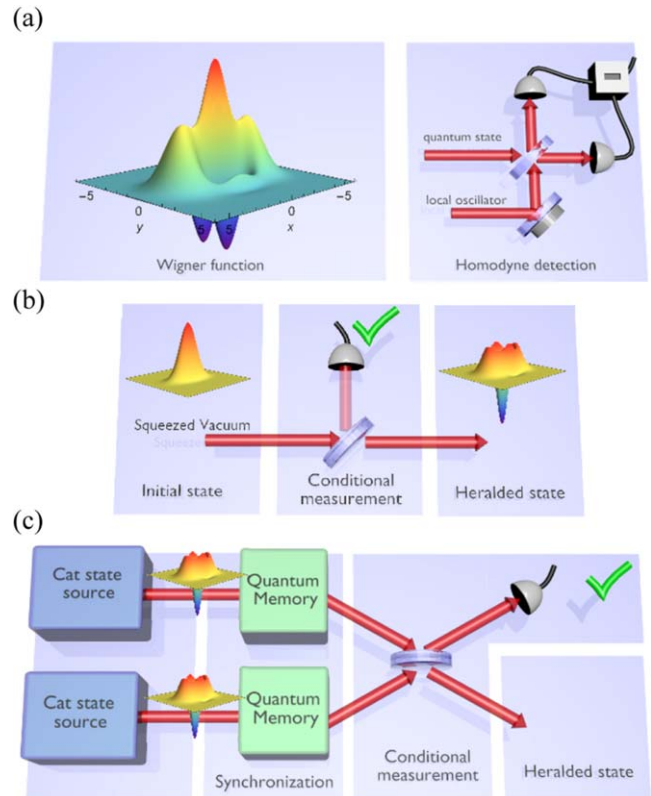 (a)
quantum state
local oscillator
−5
0
y
5
5
0
x
−5
Wigner function
Homodyne detection
(b)
Squeezed Vacuum
Initial state
Conditional
measurement
Heralded state
(c)
Cat state
source
Quantum
Memory
Cat state
source
Quantum
Memory
Synchronization
Conditional
measurement
Heralded state